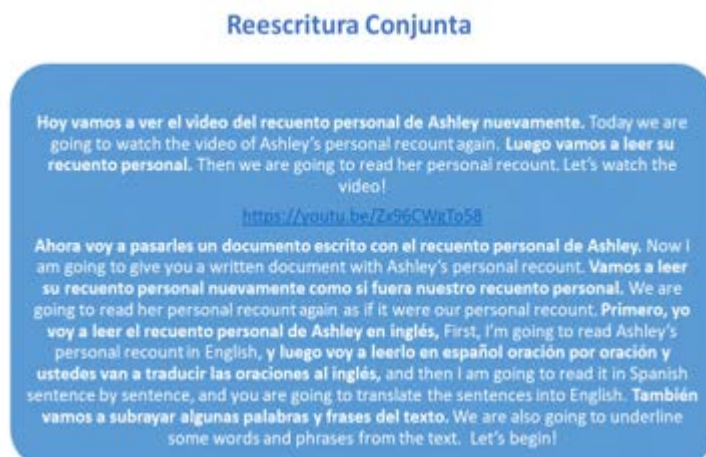 Reescritura Conjunta
Hoy vamos a ver el video del recuento personal de Ashley nuevamente. Today we are
going to watch the video of Ashley's personal recount again. Luego vamos a leer su
recuento personal. Then we are going to read her personal recount. Let's watch the
video!
https://youtu.be/Zx96CWgTo58
Ahora voy a pasarles un documento escrito con el recuento personal de Ashley. Now I
am going to give you a written document with Ashley's personal recount. Vamos a leer
su recuento personal nuevamente como si fuera nuestro recuento personal. We are
going to read her personal recount again as if it were our personal recount. Primero, yo
voy a leer el recuento personal de Ashley en inglés, First, I'm going to read Ashley's
personal recount in English, y luego voy a leerlo en español oración por oración y
ustedes van a traducir las oraciones al inglés, and then I am going to read it in Spanish
sentence by sentence, and you are going to translate the sentences into English. También
vamos a subrayar algunas palabras y frases del texto. We are also going to underline
some words and phrases from the text. Let's begin!